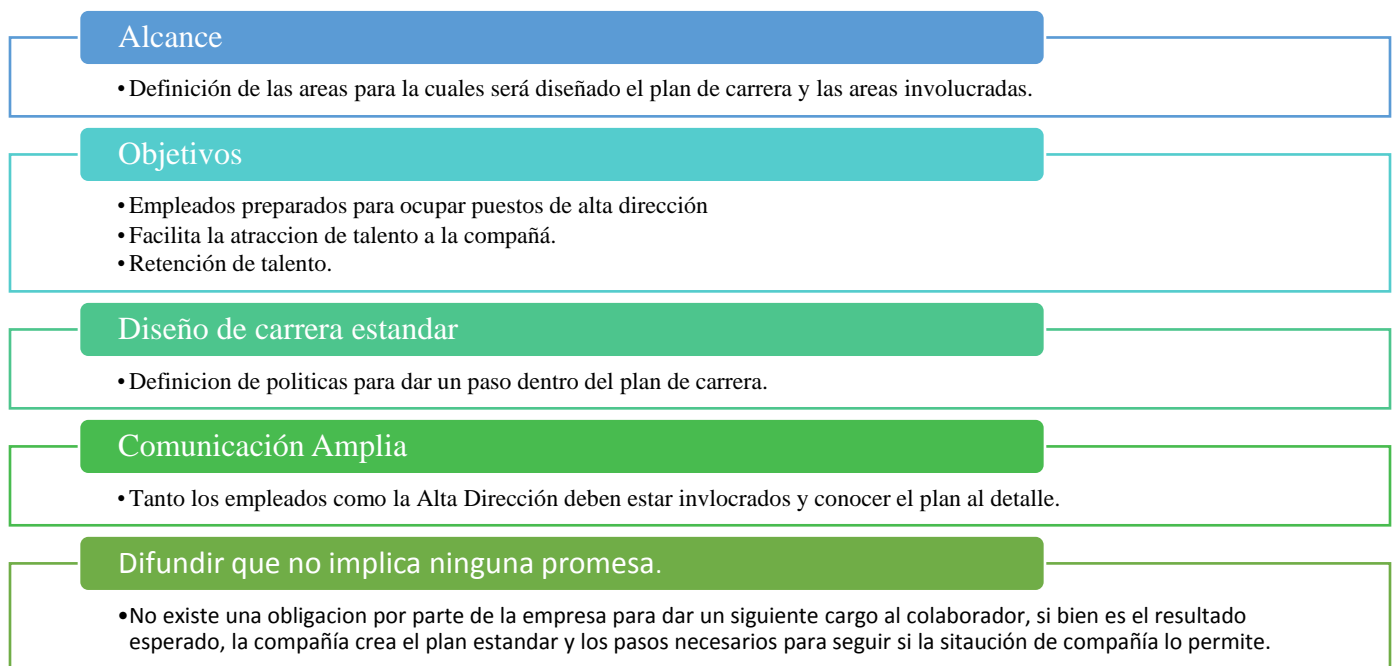 Alcance
• Definición de las areas para la cuales será diseñado el plan de carrera y las areas involucradas.
Objetivos
• Empleados preparados para ocupar puestos de alta dirección
• Facilita la atraccion de talento a la compañá.
• Retención de talento.
Diseño de carrera estandar
• Definicion de politicas para dar un paso dentro del plan de carrera.
Comunicación Amplia
• Tanto los empleados como la Alta Dirección deben estar invlocrados y conocer el plan al detalle.
Difundir que no implica ninguna promesa.
• No existe una obligacion por parte de la empresa para dar un siguiente cargo al colaborador, si bien es el resultado
esperado, la compañía crea el plan estandar y los pasos necesarios para seguir si la sitaución de compañía lo permite.